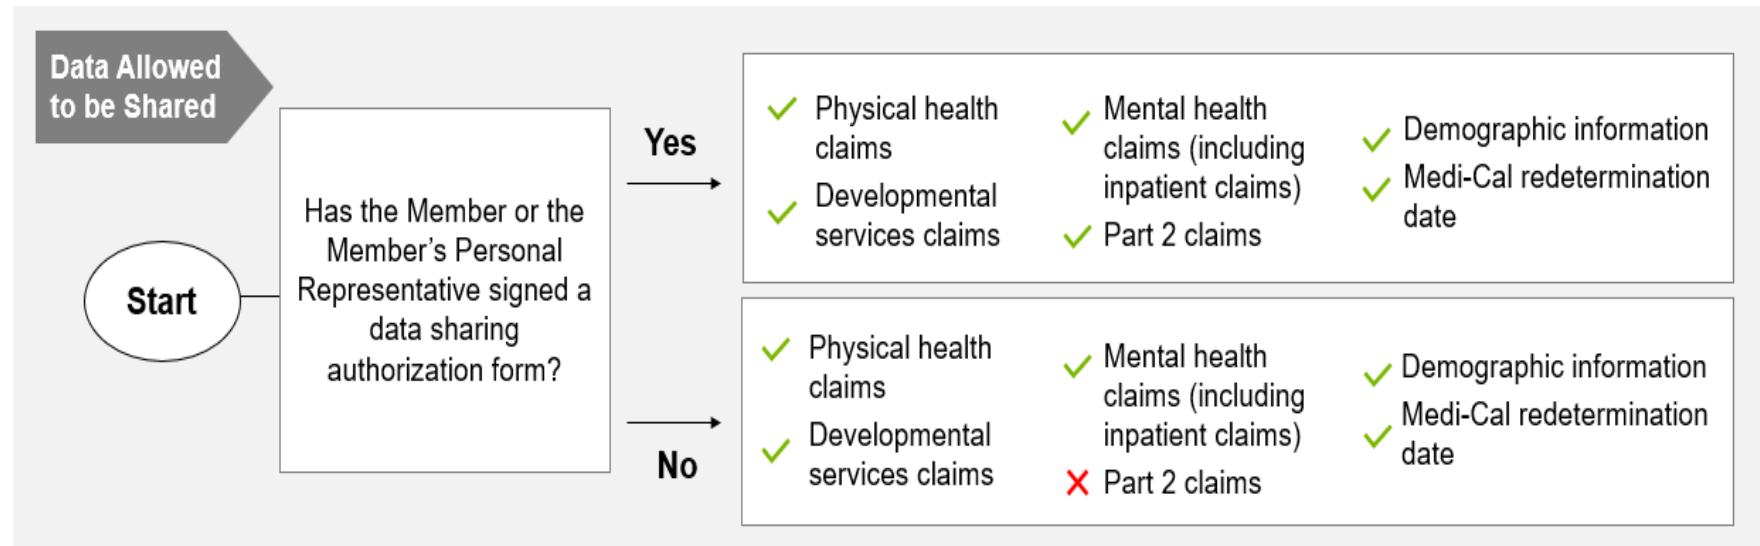 Data Allowed
to be Shared
Start
Has the Member or the
Member’s Personal
Representative signed a
data sharing
authorization form?
Yes
Physical health
claims
Developmental
services claims
Mental health
claims (including
inpatient claims)
Part 2 claims
Demographic information
Medi-Cal redetermination
date
No
Physical health
claims
Developmental
services claims
Mental health
claims (including
inpatient claims)
Part 2 claims
Demographic information
Medi-Cal redetermination
date